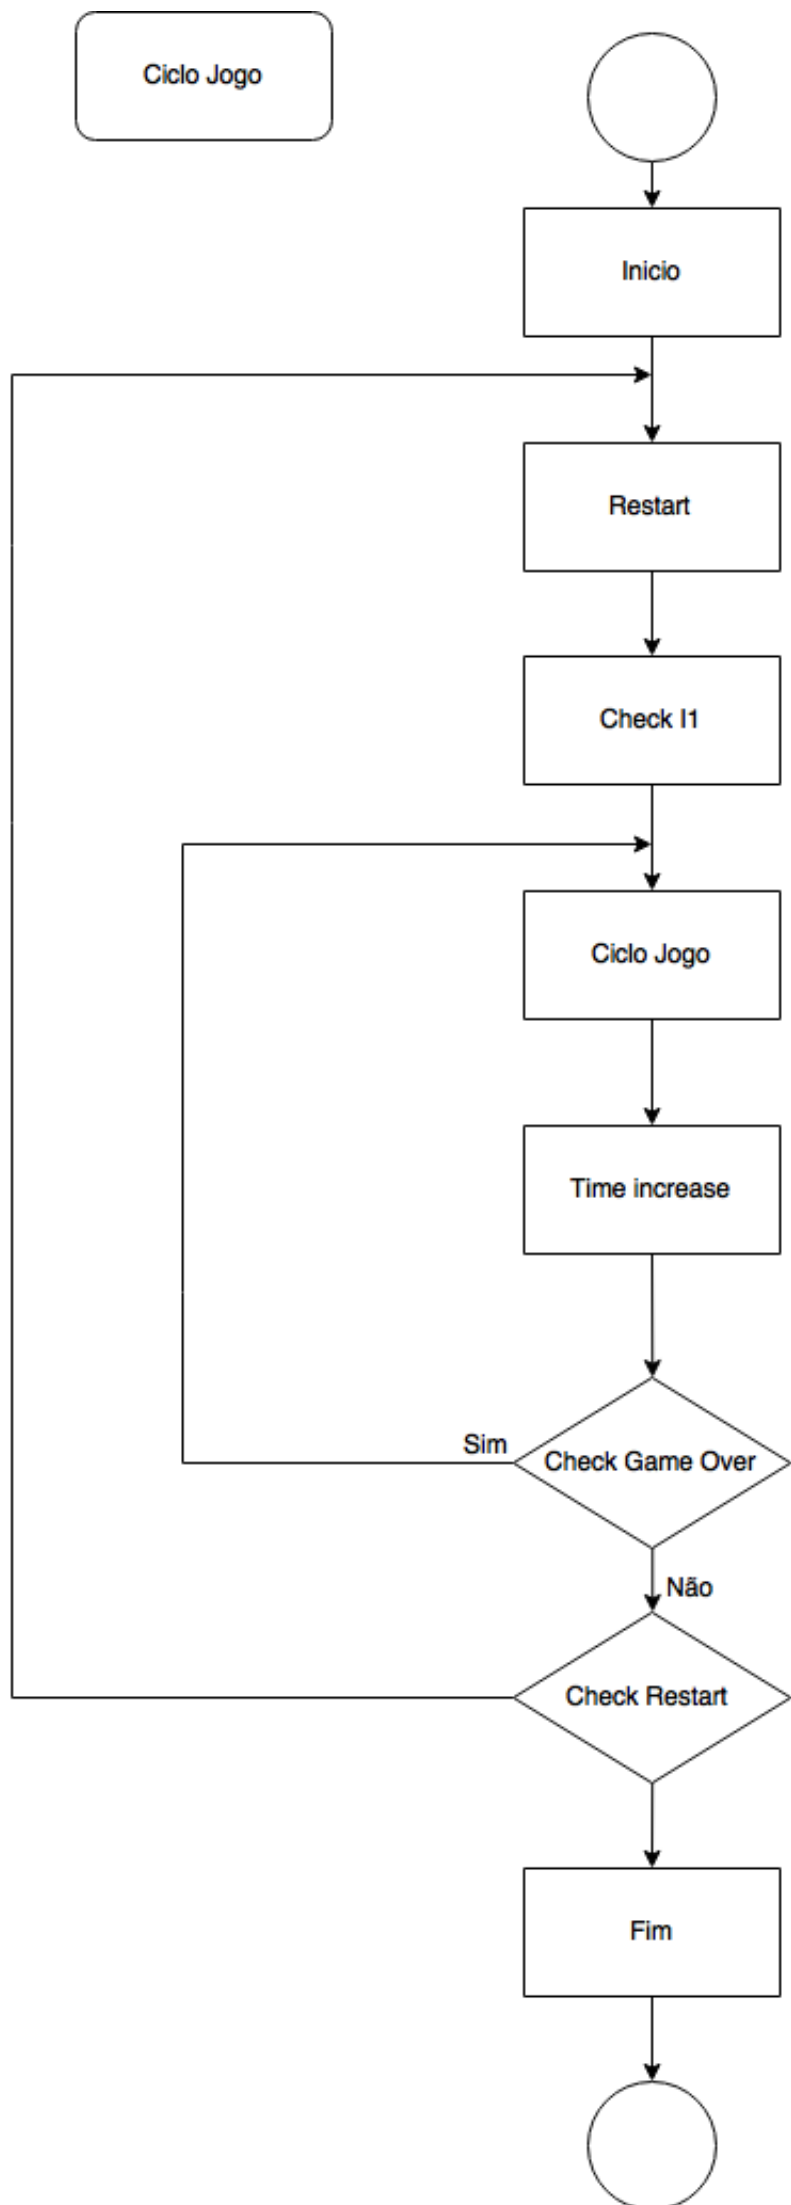 Ciclo Jogo
Inicio
Restart
Check I1
Ciclo Jogo
Time increase
Sim
Check Game Over
Não
Check Restart
Fim